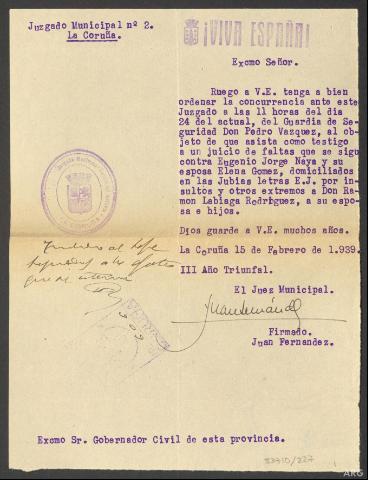 Juzgado Municipal nº 2.
La Coruña.
¡VIVA ESPAÑA!
Excmo Señor.
Ruego a V.E. tenga a bien
ordenar la concurrencia ante este
Juzgado a las 11 horas del dia
24 del actual, del Guardia de Se-
guridad Don Pedro Vazquez, al ob-
jeto de que asista como testigo
a un juicio de faltas que se sigu
contra Eugenio Jorge Naya y su
esposa Elena Gomez, domiciliados
en las Jubias letras E.J. por in-
sultos y otros extremos a Don Ra-
mon Labiaga Rodriguez, a su espo-
sa e hijos.
Dios guarde a V.E. muchos años.
La Coruña 15 de Febrero de 1.939.
III Año Triunfal.
El Juez Municipal.
Juan Fernández
Firmado.
Juan Fernandez.
Excmo Sr. Gobernador Civil de esta provincia.
ARG